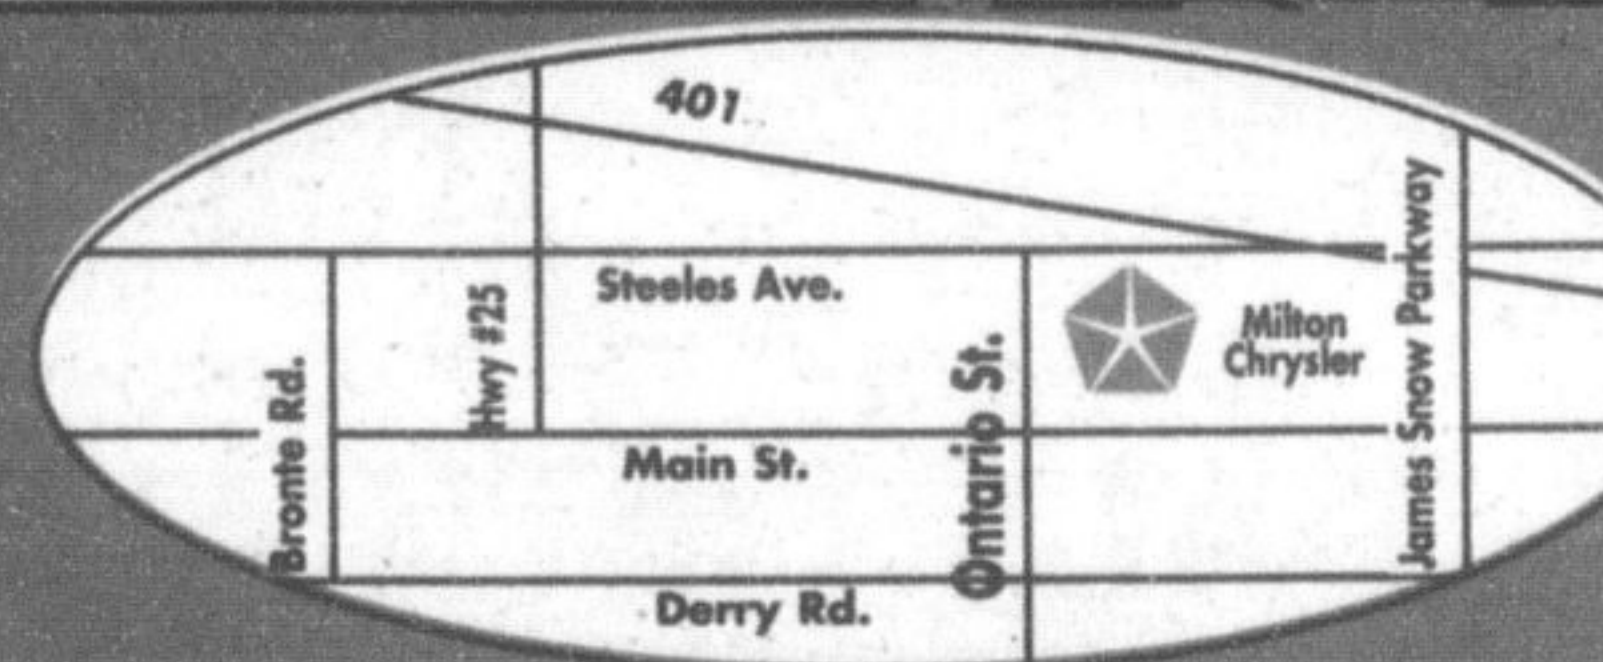 401
Steeles Ave.
Hwy #25
Milton
Chrysler
James Snow Parkway
Ontario St.
Bronte Rd.
Main St.
Derry Rd.